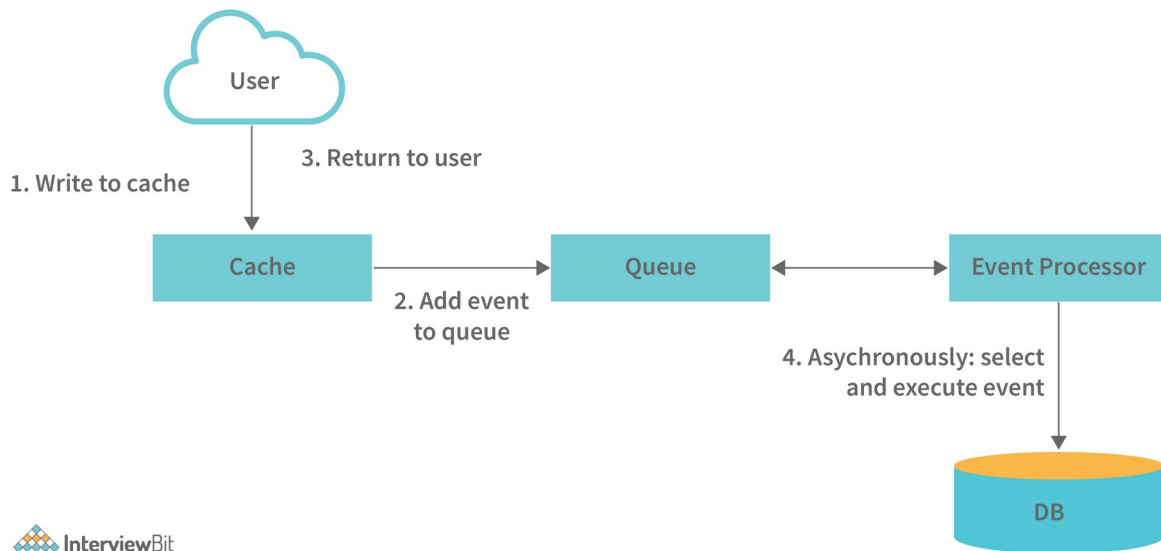 User
3. Return to user
1. Write to cache
Cache
Queue
Event Processor
2. Add event
to queue
4. Asychronously: select
and execute event
DB
InterviewBit